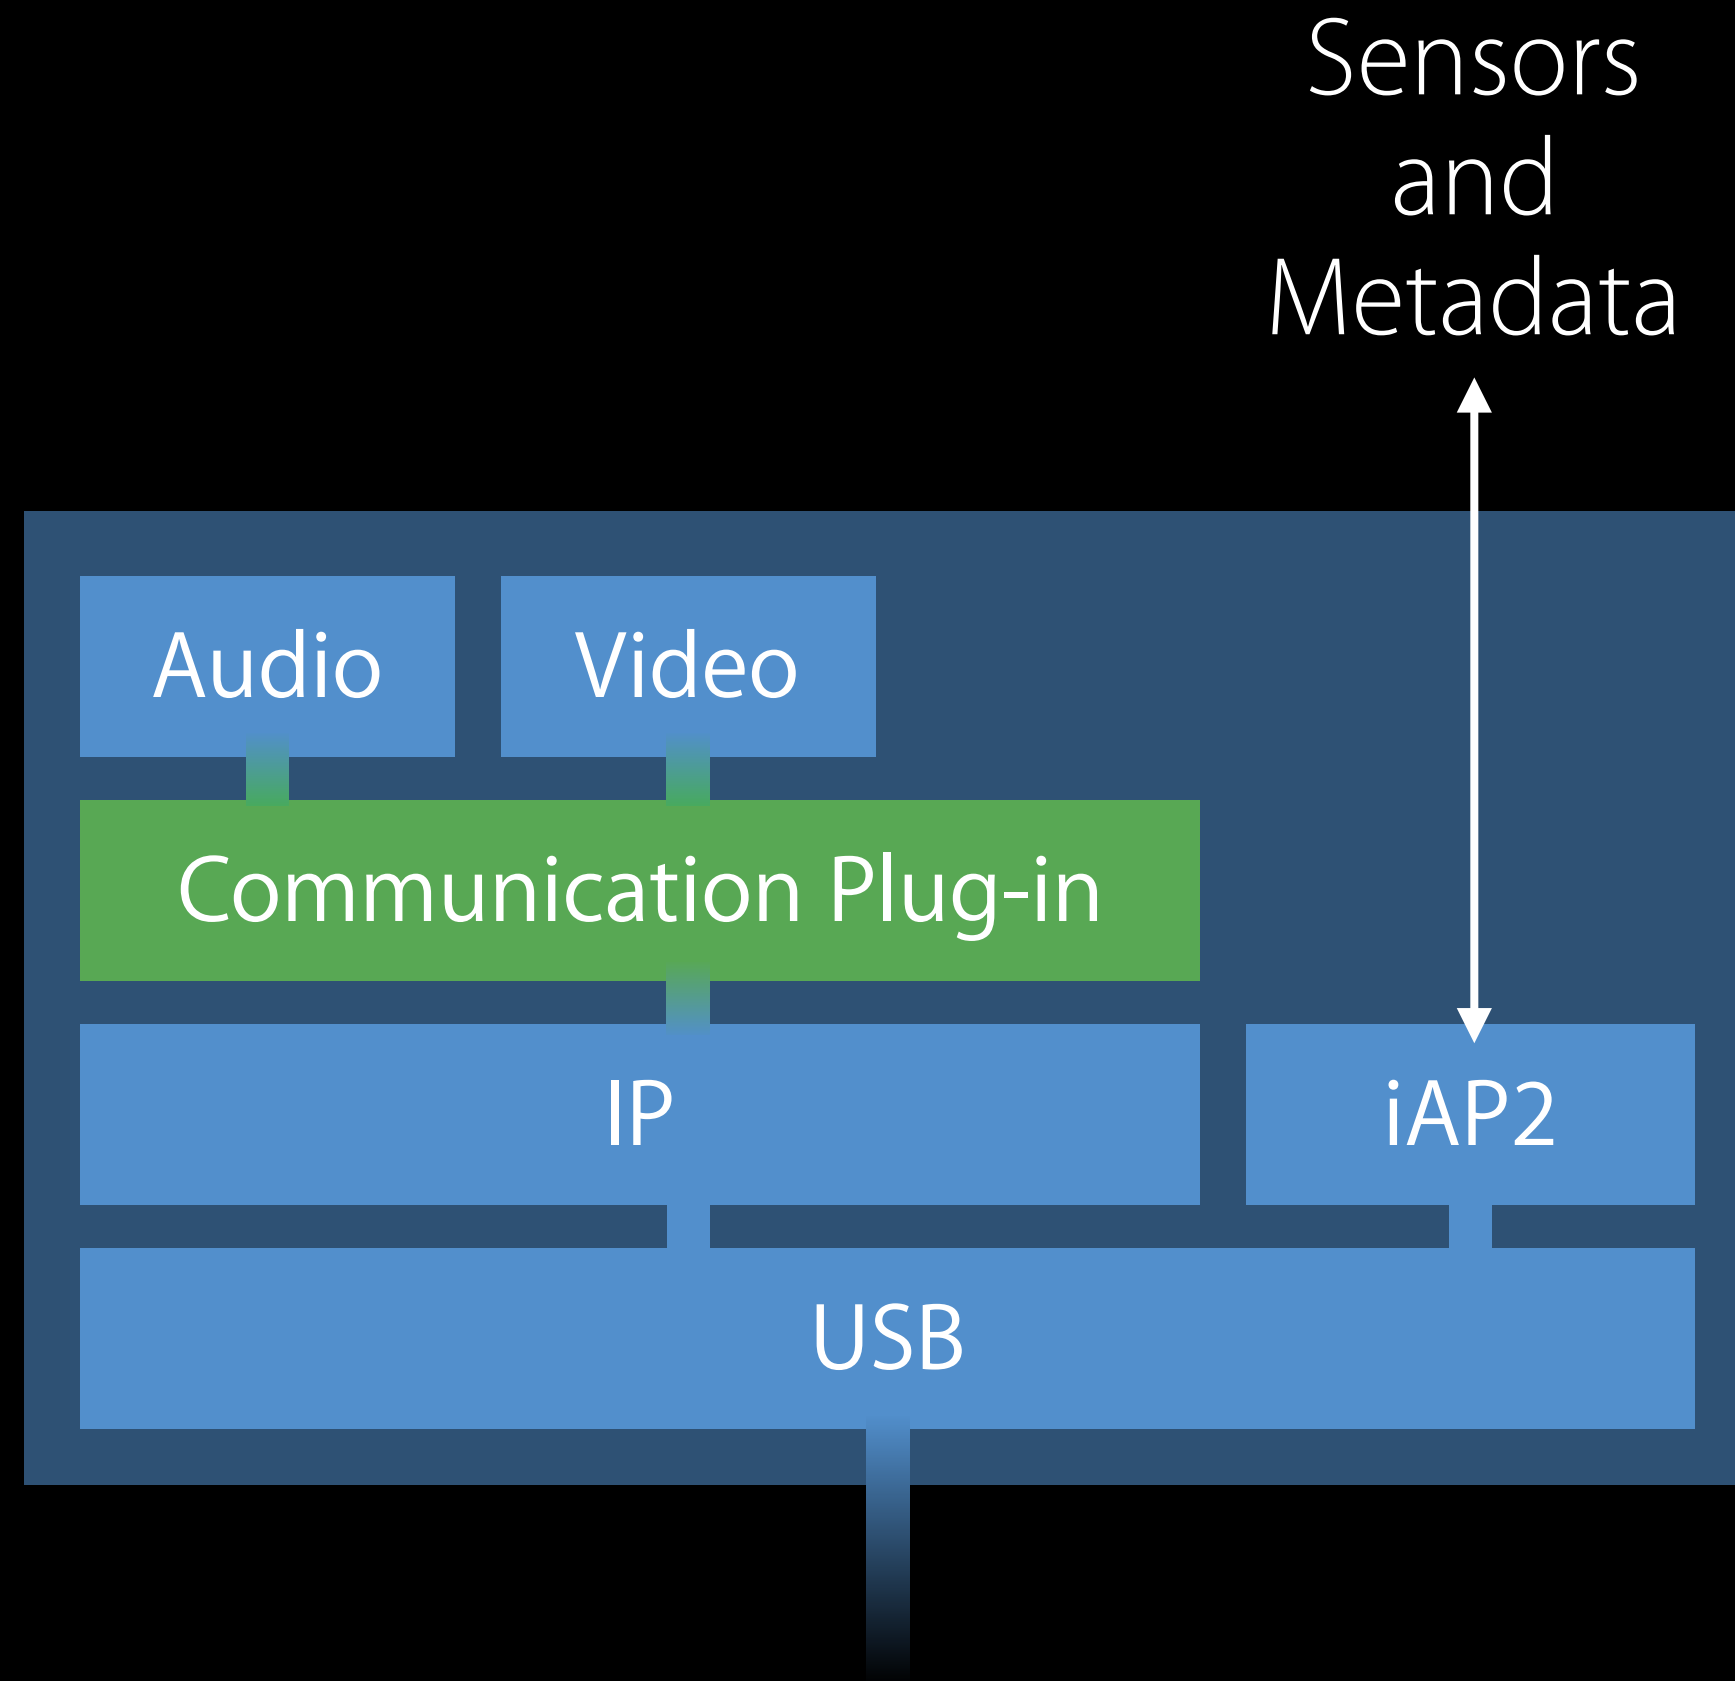 Sensors
and
Metadata
Audio
Video
Communication Plug-in
IP
iAP2
USB